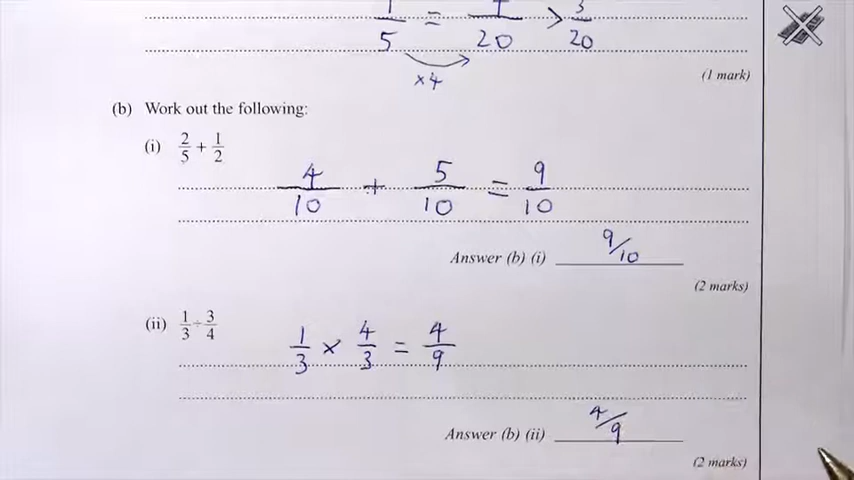 1/5 = /20 > 3/20
×4
(1 mark)
(b) Work out the following:
(i) 2/5 + 1/2
4/10 + 5/10 = 9/10
Answer (b) (i) 9/10
(2 marks)
(ii) 1/3 ÷ 3/4
1/3 × 4/3 = 4/9
Answer (b) (ii) 4/9
(2 marks)